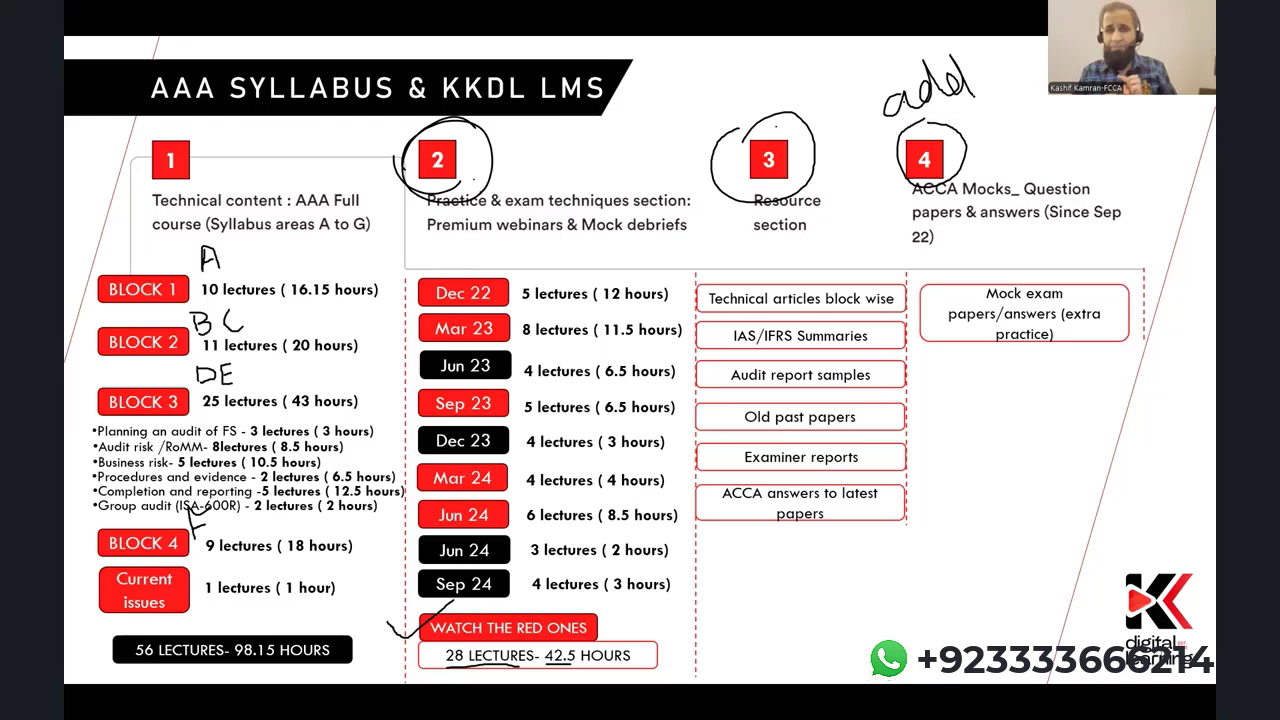 AAA SYLLABUS & KKDL LMS
add
Kashif Kamran-FCCA
1
Technical content : AAA Full
course (Syllabus areas A to G)
A
BLOCK 1
10 lectures ( 16.15 hours)
B C
BLOCK 2
11 lectures ( 20 hours)
DE
BLOCK 3
25 lectures ( 43 hours)
•Planning an audit of FS - 3 lectures ( 3 hours)
•Audit risk /RoMM- 8lectures ( 8.5 hours)
•Business risk- 5 lectures ( 10.5 hours)
•Procedures and evidence - 2 lectures ( 6.5 hours)
•Completion and reporting -5 lectures ( 12.5 hours)
•Group audit (ISA-600R) - 2 lectures ( 2 hours)
F
BLOCK 4
9 lectures ( 18 hours)
Current
issues
1 lectures ( 1 hour)
56 LECTURES- 98.15 HOURS
2
Practice & exam techniques section:
Premium webinars & Mock debriefs
Dec 22
5 lectures ( 12 hours)
Mar 23
8 lectures ( 11.5 hours)
Jun 23
4 lectures ( 6.5 hours)
Sep 23
5 lectures ( 6.5 hours)
Dec 23
4 lectures ( 3 hours)
Mar 24
4 lectures ( 4 hours)
Jun 24
6 lectures ( 8.5 hours)
Jun 24
3 lectures ( 2 hours)
Sep 24
4 lectures ( 3 hours)
WATCH THE RED ONES
28 LECTURES- 42.5 HOURS
3
Resource
section
Technical articles block wise
IAS/IFRS Summaries
Audit report samples
Old past papers
Examiner reports
ACCA answers to latest
papers
4
ACCA Mocks_ Question
papers & answers (Since Sep
22)
Mock exam
papers/answers (extra
practice)
digital
learning
+923333666214